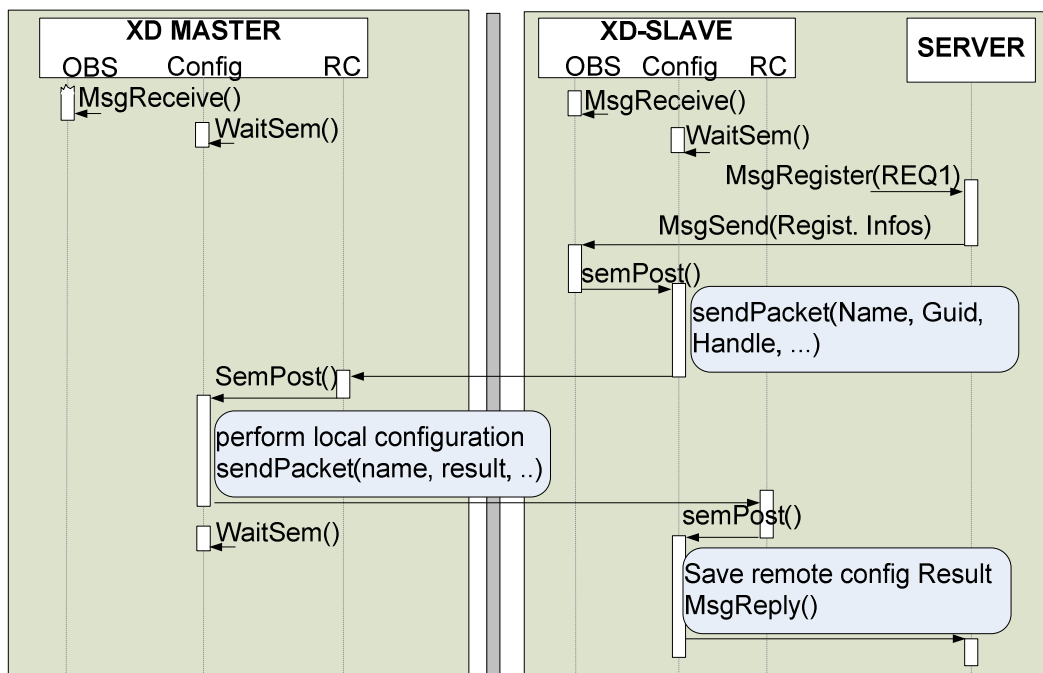 XD MASTER
OBS Config RC
MsgReceive()
WaitSem()
XD-SLAVE
OBS Config RC
SERVER
MsgReceive()
WaitSem()
MsgRegister(REQ1)
MsgSend(Regist. Infos)
semPost()
sendPacket(Name, Guid,
Handle, ...)
SemPost()
perform local configuration
sendPacket(name, result, ..)
semPost()
WaitSem()
Save remote config Result
MsgReply()